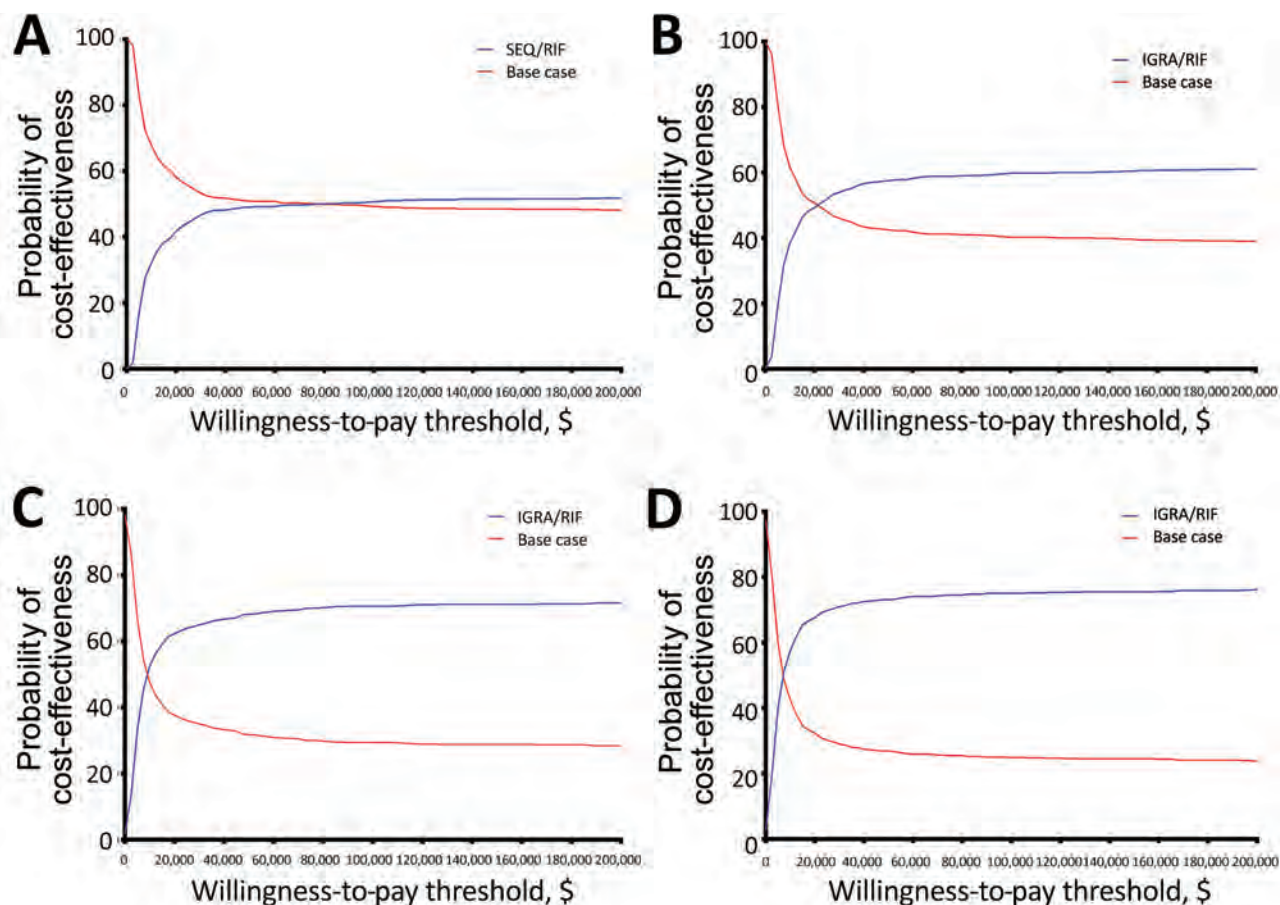 A
100
80
60
40
20
0
Probability of
cost-effectiveness
SEQ/RIF
Base case
0 20,000 40,000 60,000 80,000 100,000 120,000 140,000 160,000 180,000 200,000
Willingness-to-pay threshold, $
B
100
80
60
40
20
0
Probability of
cost-effectiveness
IGRA/RIF
Base case
0 20,000 40,000 60,000 80,000 100,000 120,000 140,000 160,000 180,000 200,000
Willingness-to-pay threshold, $
C
100
80
60
40
20
0
Probability of
cost-effectiveness
IGRA/RIF
Base case
0 20,000 40,000 60,000 80,000 100,000 120,000 140,000 160,000 180,000 200,000
Willingness-to-pay threshold, $
D
100
80
60
40
20
0
Probability of
cost-effectiveness
IGRA/RIF
Base case
0 20,000 40,000 60,000 80,000 100,000 120,000 140,000 160,000 180,000 200,000
Willingness-to-pay threshold, $